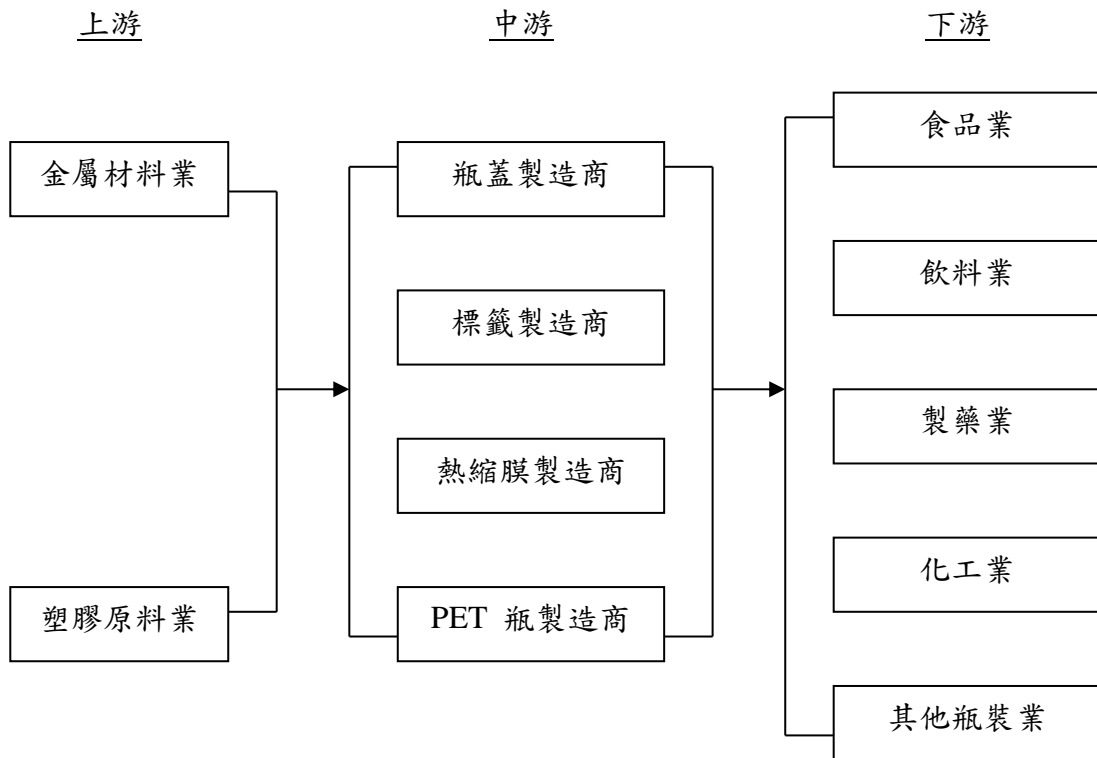 上游
中游
下游
金屬材料業
塑膠原料業
瓶蓋製造商
標籤製造商
熱縮膜製造商
PET 瓶製造商
食品業
飲料業
製藥業
化工業
其他瓶裝業